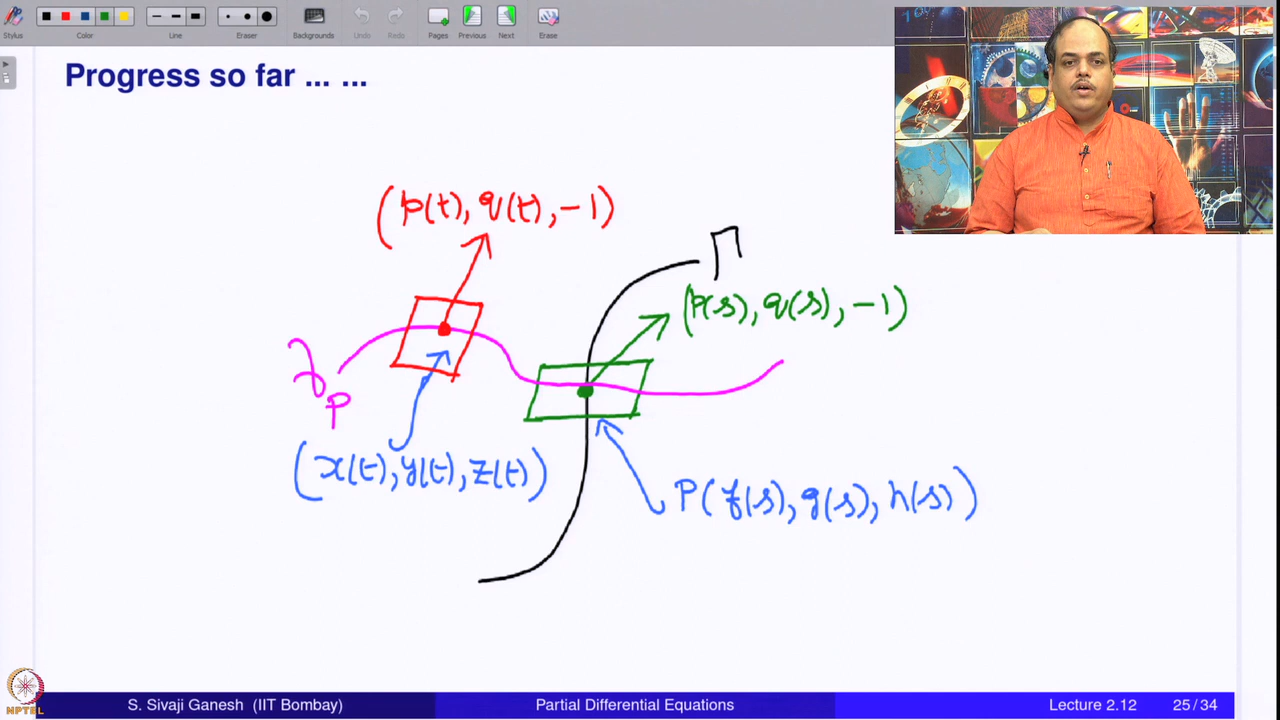 Stylus
Color
Line
Eraser
Backgrounds
Undo
Redo
Pages
Previous
Next
Erase
Progress so far ... ...
(p(t), q(t), -1)
Γ
(p(s), q(s), -1)
γ_P
(x(t), y(t), z(t))
P(f(s), g(s), h(s))
NPTEL
S. Sivaji Ganesh (IIT Bombay)
Partial Differential Equations
Lecture 2.12
25 / 34